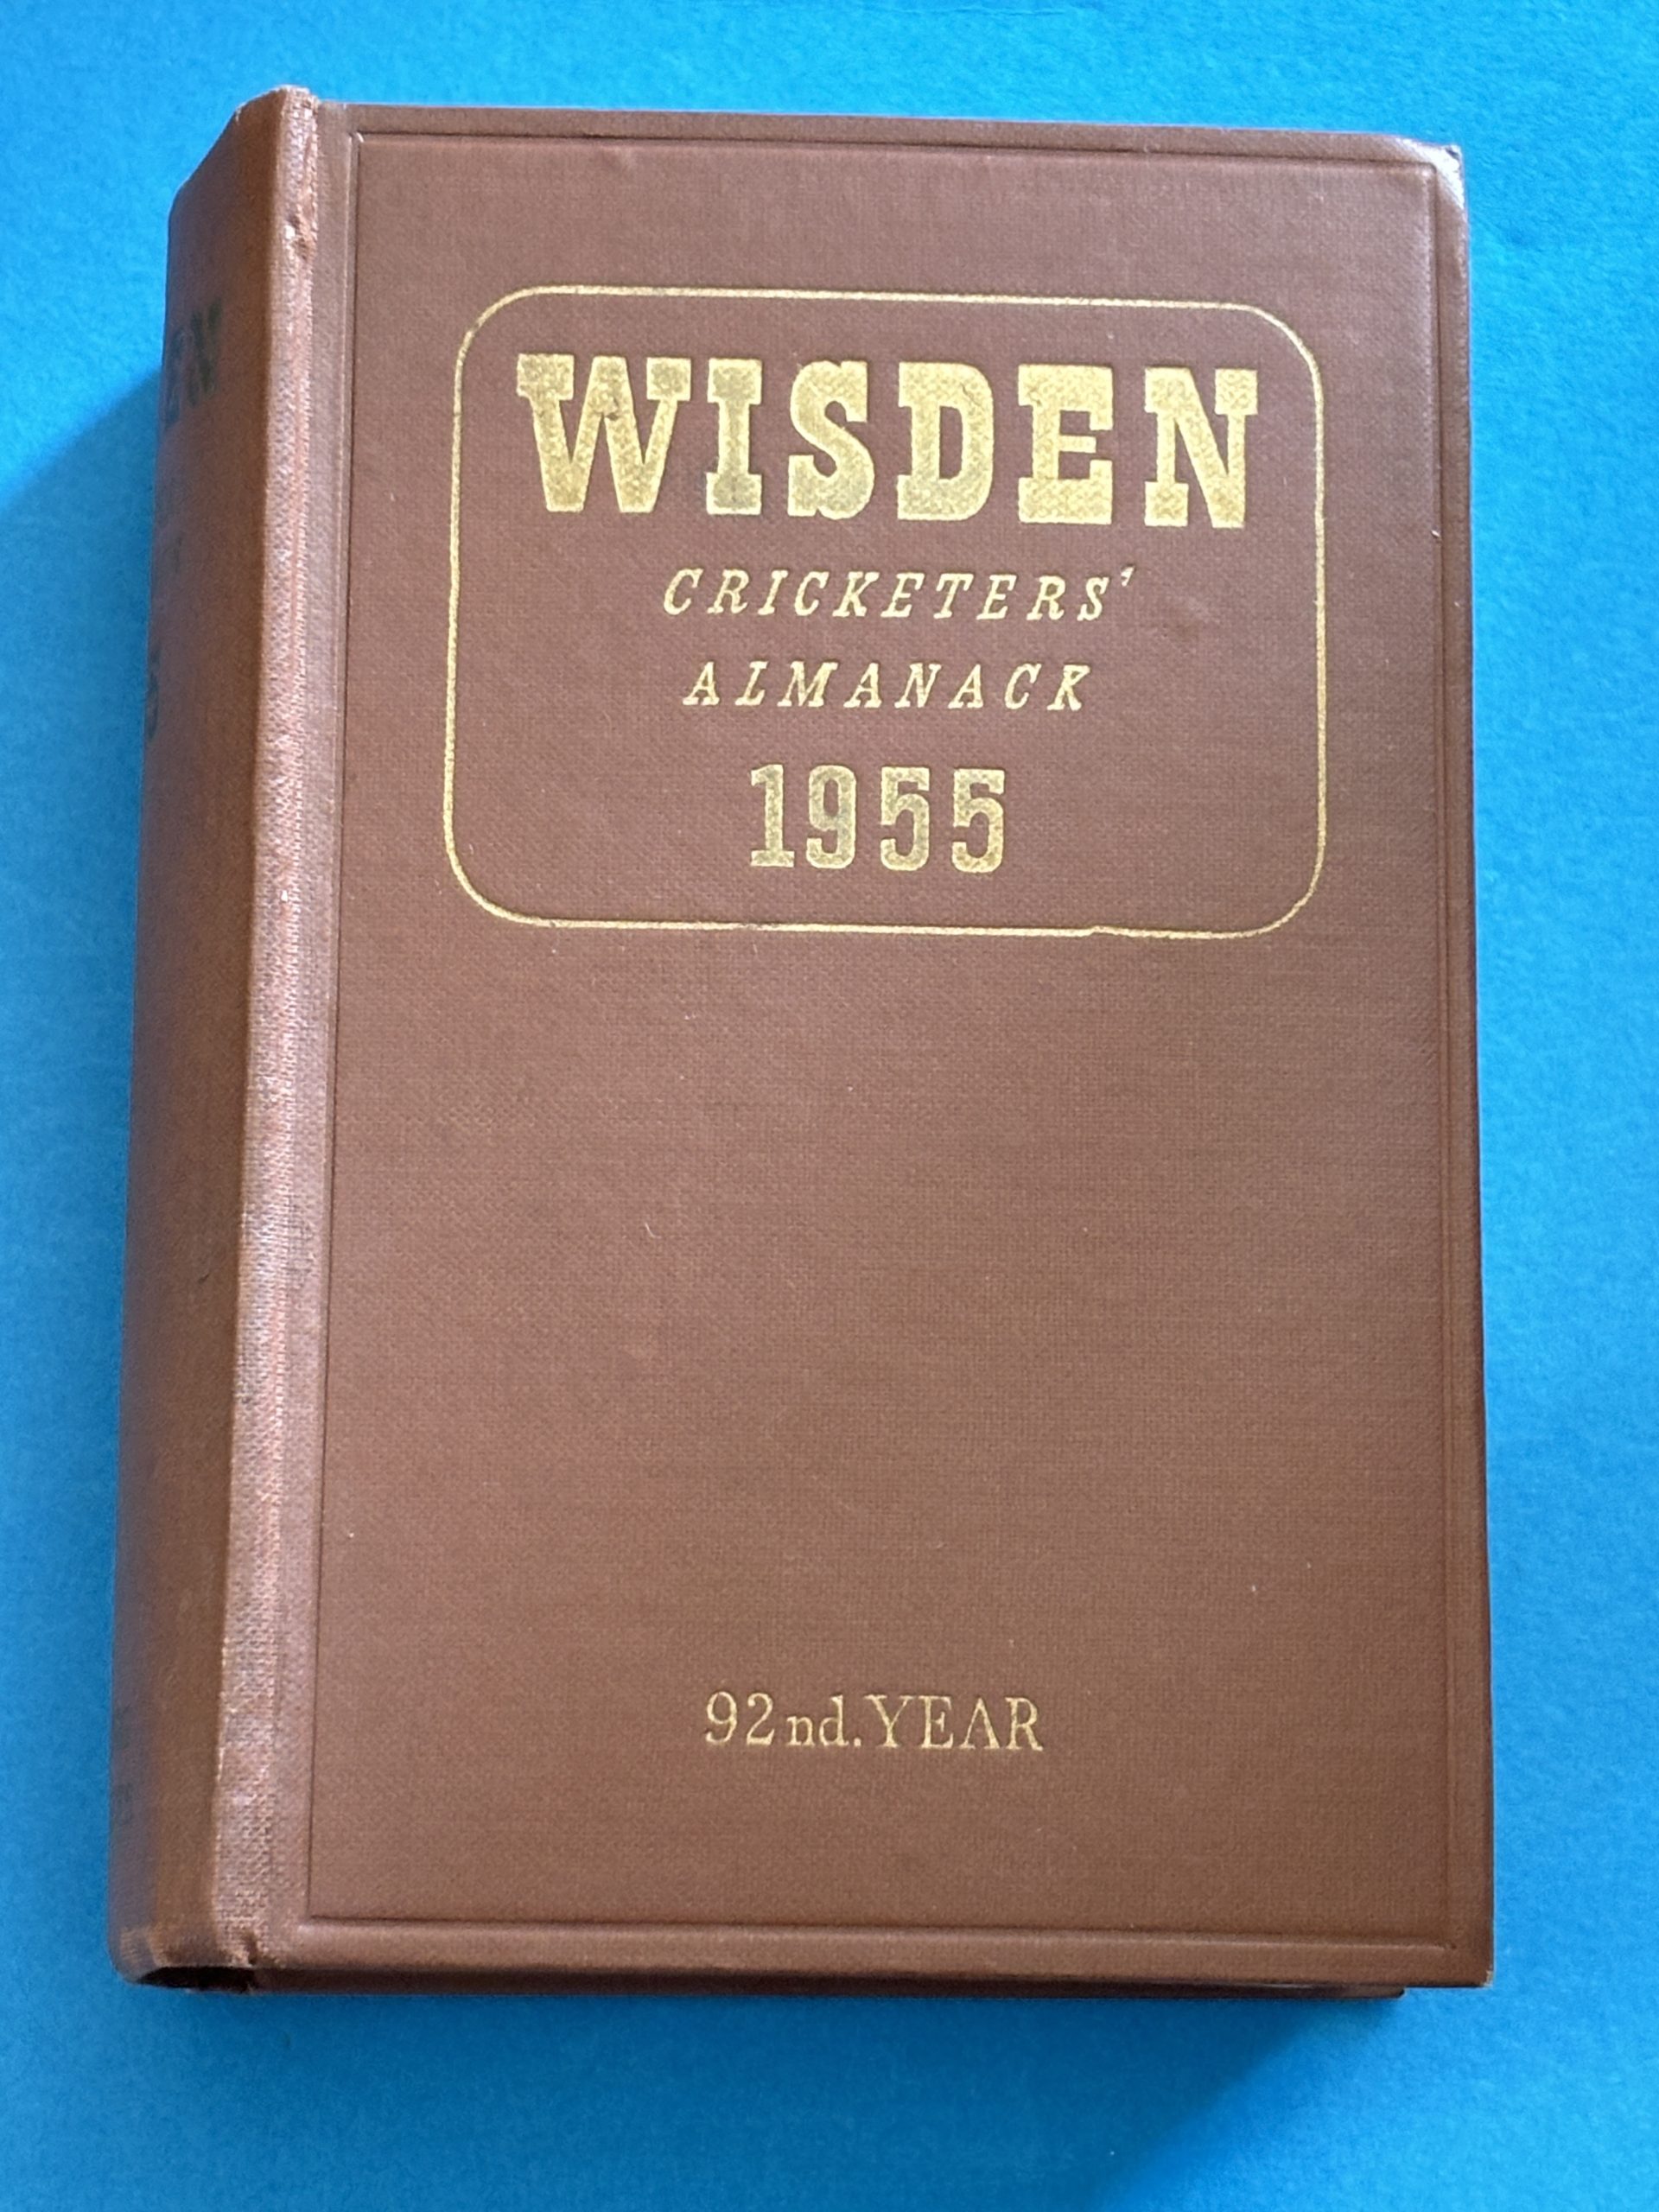 WISDEN
CRICKETERS'
ALMANACK
1955
92nd. YEAR